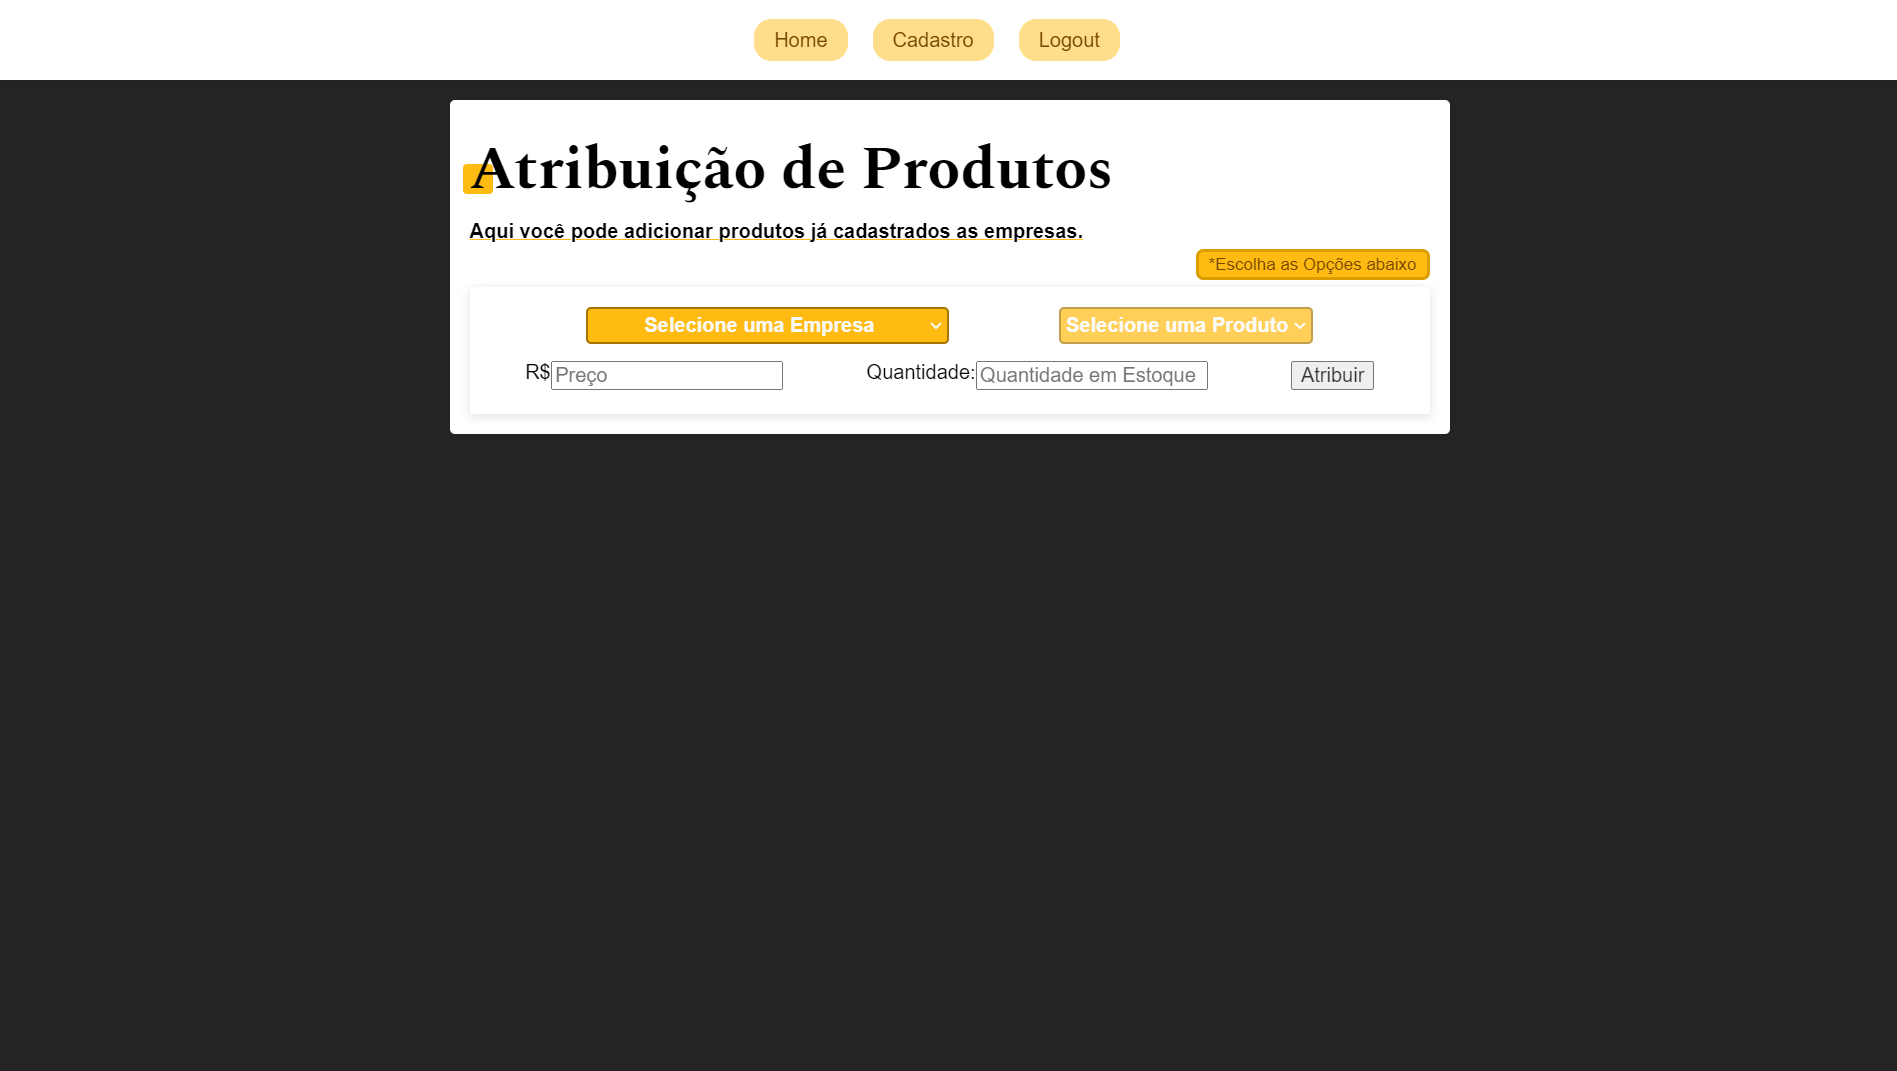 Home Cadastro Logout
Atribuição de Produtos
Aqui você pode adicionar produtos já cadastrados as empresas.
*Escolha as Opções abaixo
Selecione uma Empresa Selecione uma Produto
R$ Preço Quantidade: Quantidade em Estoque Atribuir